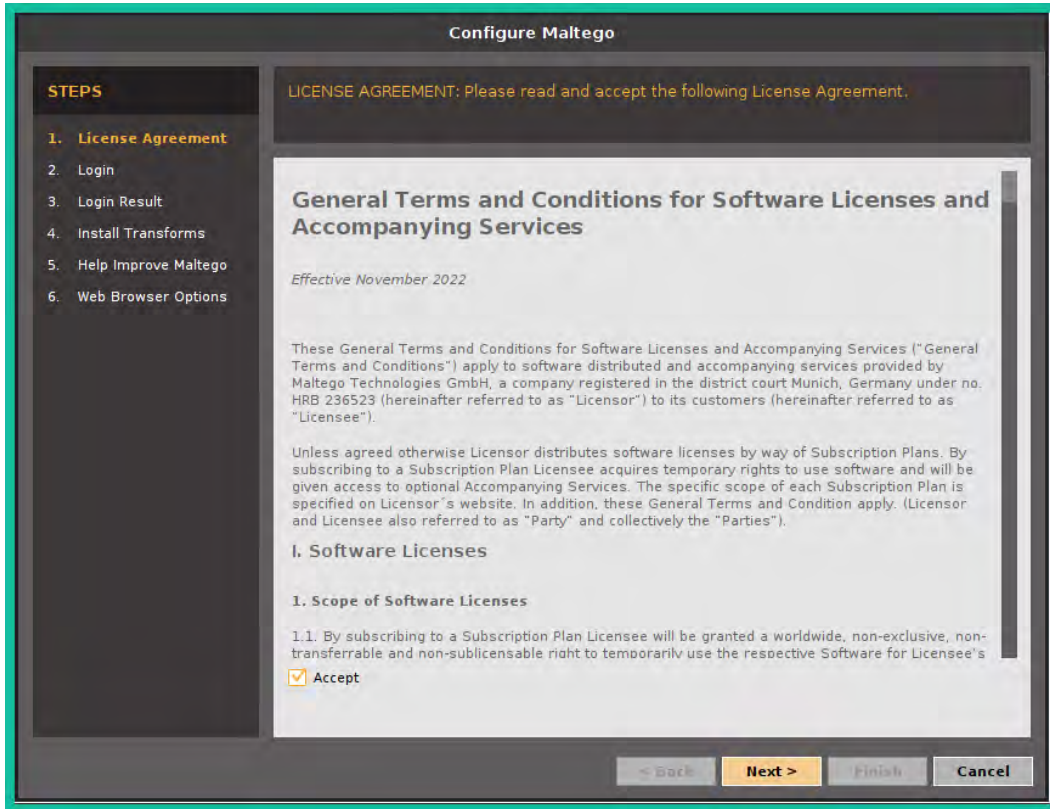 Configure Maltego
STEPS
1. License Agreement
2. Login
3. Login Result
4. Install Transforms
5. Help Improve Maltego
6. Web Browser Options
LICENSE AGREEMENT: Please read and accept the following License Agreement.
General Terms and Conditions for Software Licenses and
Accompanying Services
Effective November 2022
These General Terms and Conditions for Software Licenses and Accompanying Services ("General
Terms and Conditions") apply to software distributed and accompanying services provided by
Maltego Technologies GmbH, a company registered in the district court Munich, Germany under no.
HRB 236523 (hereinafter referred to as "Licensor") to its customers (hereinafter referred to as
"Licensee").
Unless agreed otherwise Licensor distributes software licenses by way of Subscription Plans. By
subscribing to a Subscription Plan Licensee acquires temporary rights to use software and will be
given access to optional Accompanying Services. The specific scope of each Subscription Plan is
specified on Licensor´s website. In addition, these General Terms and Condition apply. (Licensor
and Licensee also referred to as "Party" and collectively the "Parties").
I. Software Licenses
1. Scope of Software Licenses
1.1. By subscribing to a Subscription Plan Licensee will be granted a worldwide, non-exclusive, non-
transferrable and non-sublicensable right to temporarily use the respective Software for Licensee's
Accept
< Back
Next >
Finish
Cancel